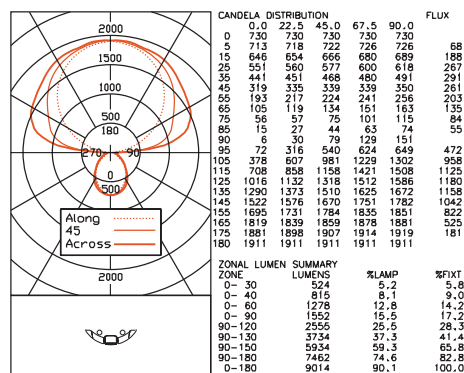 2000
1500
1000
500
180
270 90
0
500
Along
45
Across
2000
CANDELA DISTRIBUTION FLUX
0.0 22.5 45.0 67.5 90.0
0 730 730 730 730 730
5 713 718 722 726 726 68
15 646 654 666 680 689 188
25 551 560 577 600 618 267
35 441 451 468 480 491 291
45 319 335 339 339 350 261
55 193 217 224 241 256 203
65 105 119 134 151 163 135
75 56 57 75 101 115 84
85 15 27 44 63 74 55
90 6 30 79 129 151
95 72 316 540 624 649 472
105 378 607 981 1229 1302 958
115 708 858 1158 1421 1508 1125
125 1016 1132 1318 1512 1586 1180
135 1290 1373 1510 1625 1672 1158
145 1522 1576 1670 1751 1782 1042
155 1695 1731 1784 1835 1851 822
165 1819 1839 1859 1878 1881 525
175 1881 1898 1907 1914 1919 181
180 1911 1911 1911 1911 1911
ZONAL LUMEN SUMMARY
ZONE LUMENS %LAMP %FIXT
0- 30 524 5.2 5.8
0- 40 815 8.1 9.0
0- 60 1278 12.8 14.2
0- 90 1552 15.5 17.2
90-120 2555 25.5 28.3
90-130 3734 37.3 41.4
90-150 5934 59.3 65.8
90-180 7462 74.6 82.8
0-180 9014 90.1 100.0